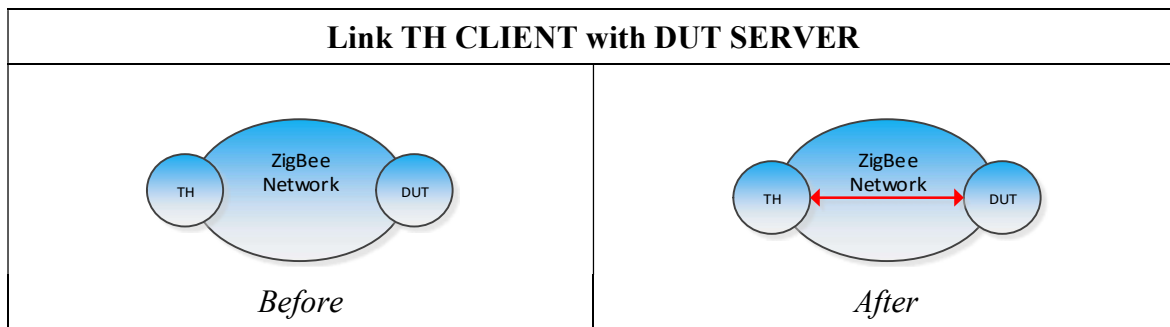 Link TH CLIENT with DUT SERVER
ZigBee
Network
TH
DUT
Before
ZigBee
Network
TH
DUT
After